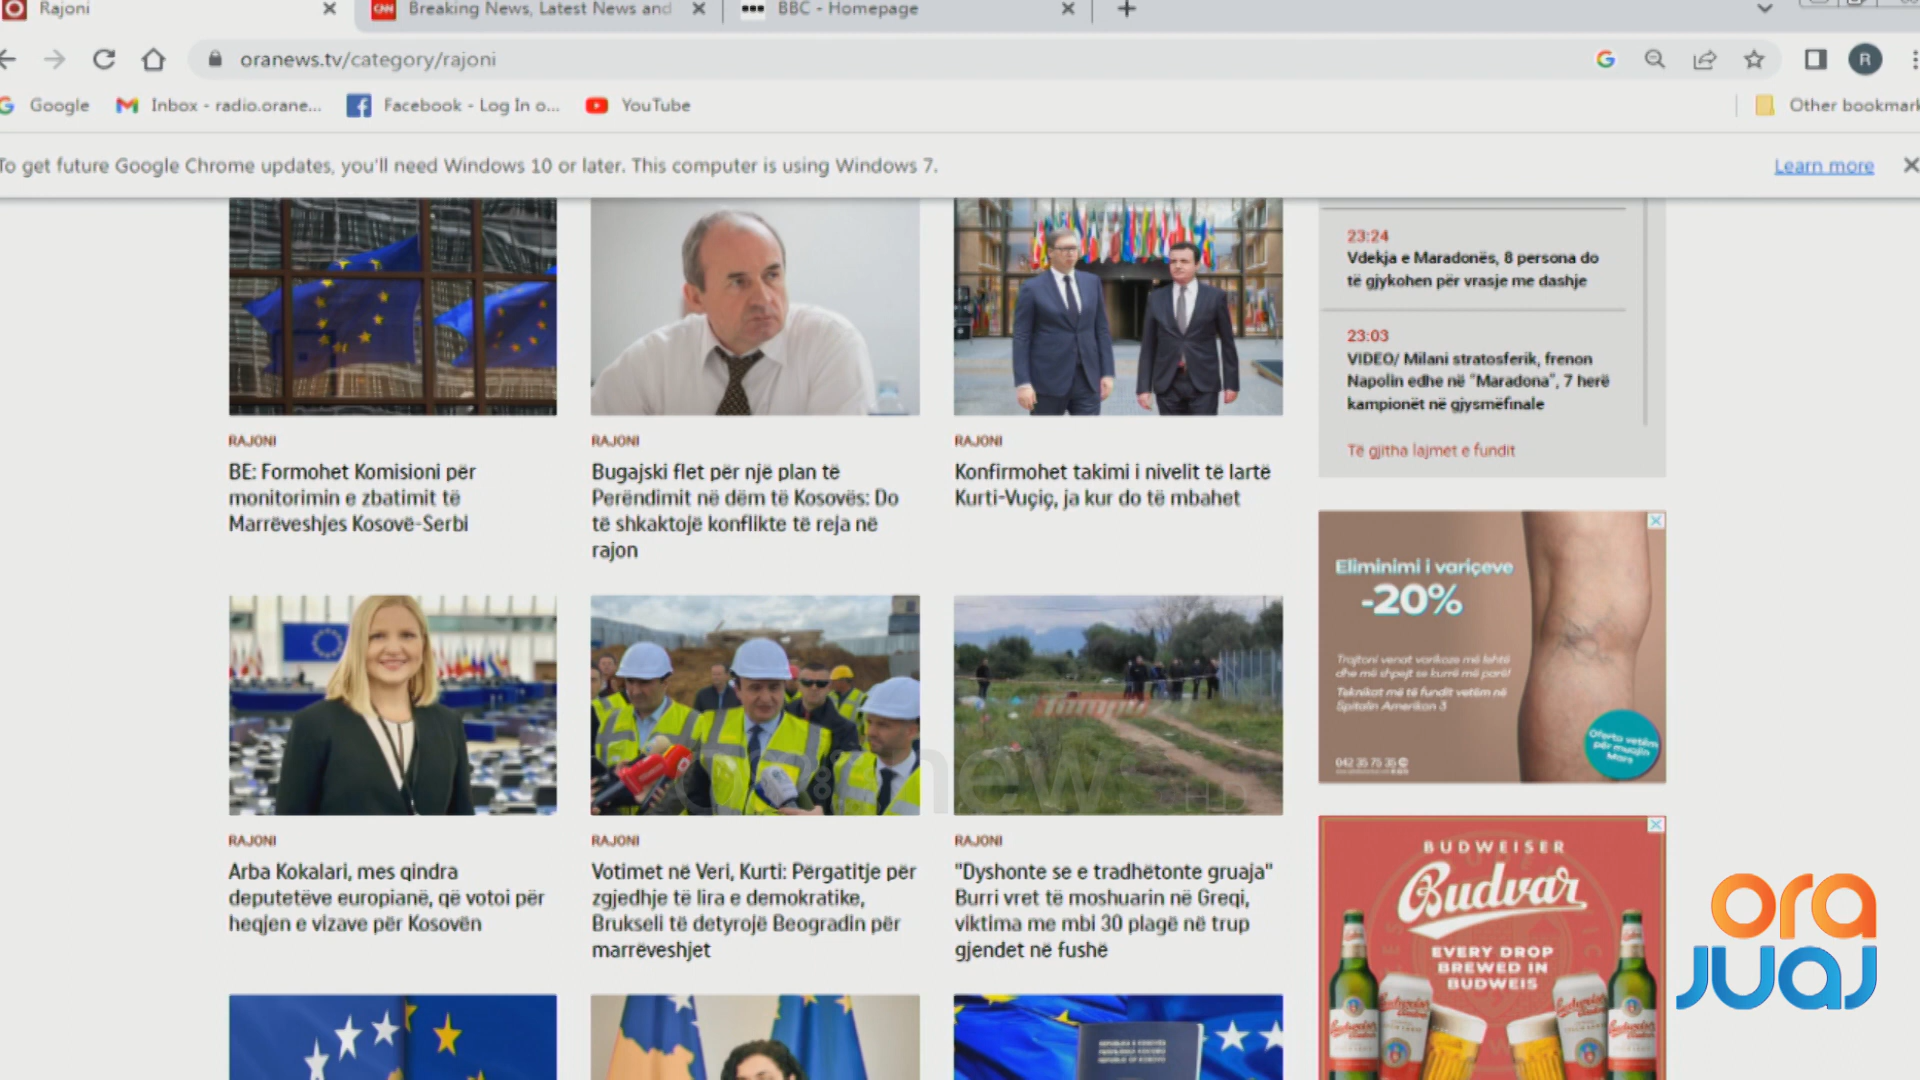 Rajoni
Breaking News, Latest News and
BBC - Homepage
oranews.tv/category/rajoni
R
Google
Inbox - radio.orane...
Facebook - Log In o...
YouTube
Other bookmark
To get future Google Chrome updates, you'll need Windows 10 or later. This computer is using Windows 7.
Learn more
RAJONI
BE: Formohet Komisioni për
monitorimin e zbatimit të
Marrëveshjes Kosovë-Serbi
RAJONI
Bugajski flet për një plan të
Perëndimit në dëm të Kosovës: Do
të shkaktojë konflikte të reja në
rajon
RAJONI
Konfirmohet takimi i nivelit të lartë
Kurti-Vuçiç, ja kur do të mbahet
23:24
Vdekja e Maradonës, 8 persona do
të gjykohen për vrasje me dashje
23:03
VIDEO/ Milani stratosferik, frenon
Napolin edhe në "Maradona", 7 herë
kampionët në gjysmëfinale
Të gjitha lajmet e fundit
Eliminimi i variçeve
-20%
Trajtoni venat varikoze më lehtë
dhe më shpejt se kurrë më parë!
Teknikat më të fundit vetëm në
Spitalin Amerikan 3
Oferta vetëm
për muajin
Mars
042 35 75 35
RAJONI
Arba Kokalari, mes qindra
deputetëve europianë, që votoi për
heqjen e vizave për Kosovën
RAJONI
Votimet në Veri, Kurti: Përgatitje për
zgjedhje të lira e demokratike,
Brukseli të detyrojë Beogradin për
marrëveshjet
RAJONI
"Dyshonte se e tradhëtonte gruaja"
Burri vret të moshuarin në Greqi,
viktima me mbi 30 plagë në trup
gjendet në fushë
ora news
HD
BUDWEISER
Budvar
EVERY DROP
BREWED IN
BUDWEIS
ora
juaj